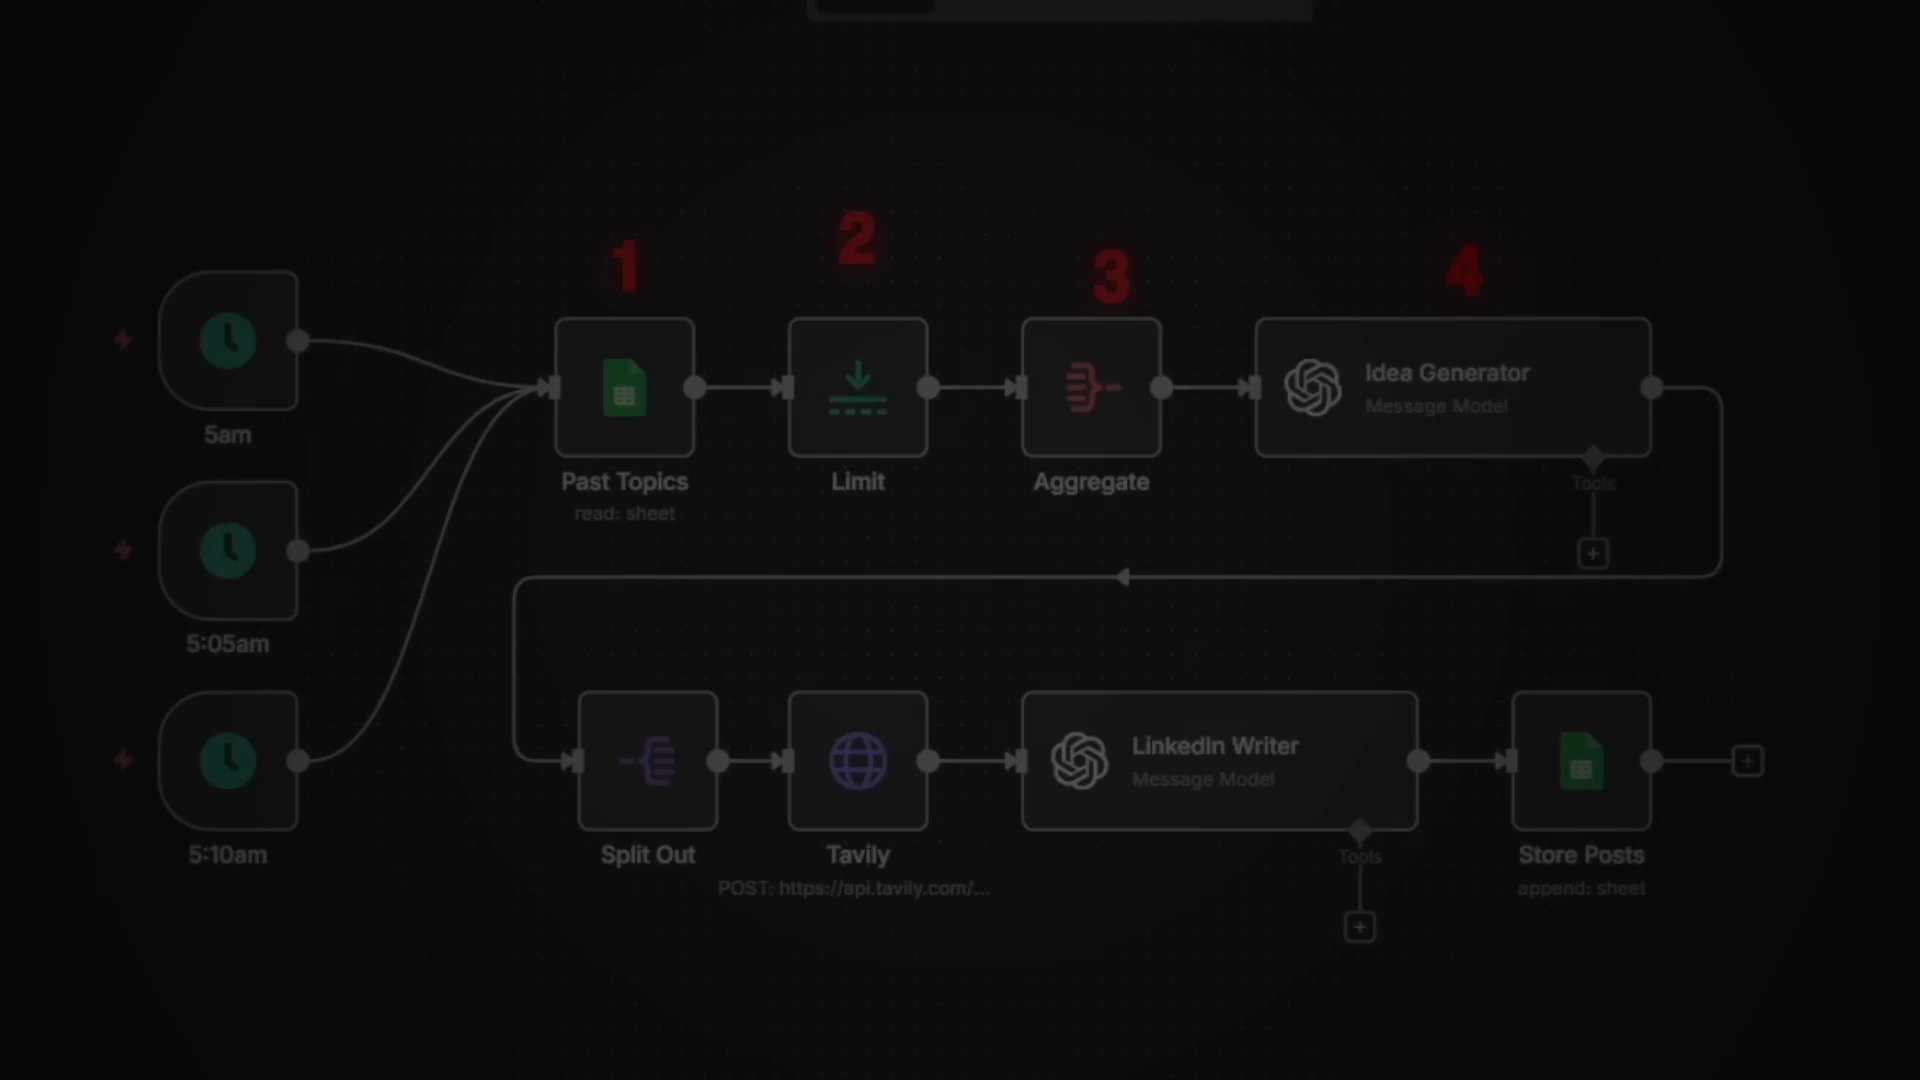 1
2
3
4
5am
5:05am
5:10am
Past Topics
read: sheet
Limit
Aggregate
Idea Generator
Message Model
Tools
Split Out
Tavily
POST: https://api.tavily.com/...
LinkedIn Writer
Message Model
Tools
Store Posts
append: sheet